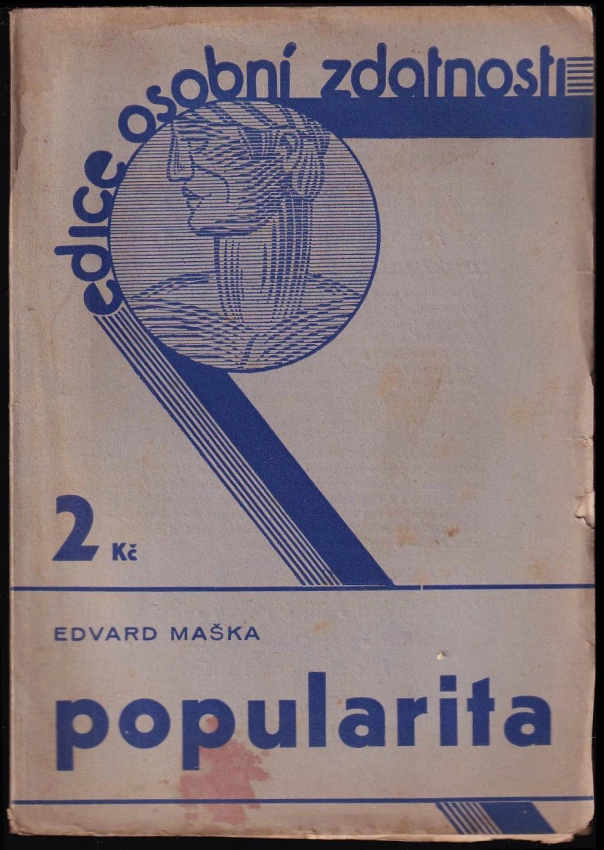 edice osobní zdatnosti
2 Kč
EDVARD MAŠKA
popularita